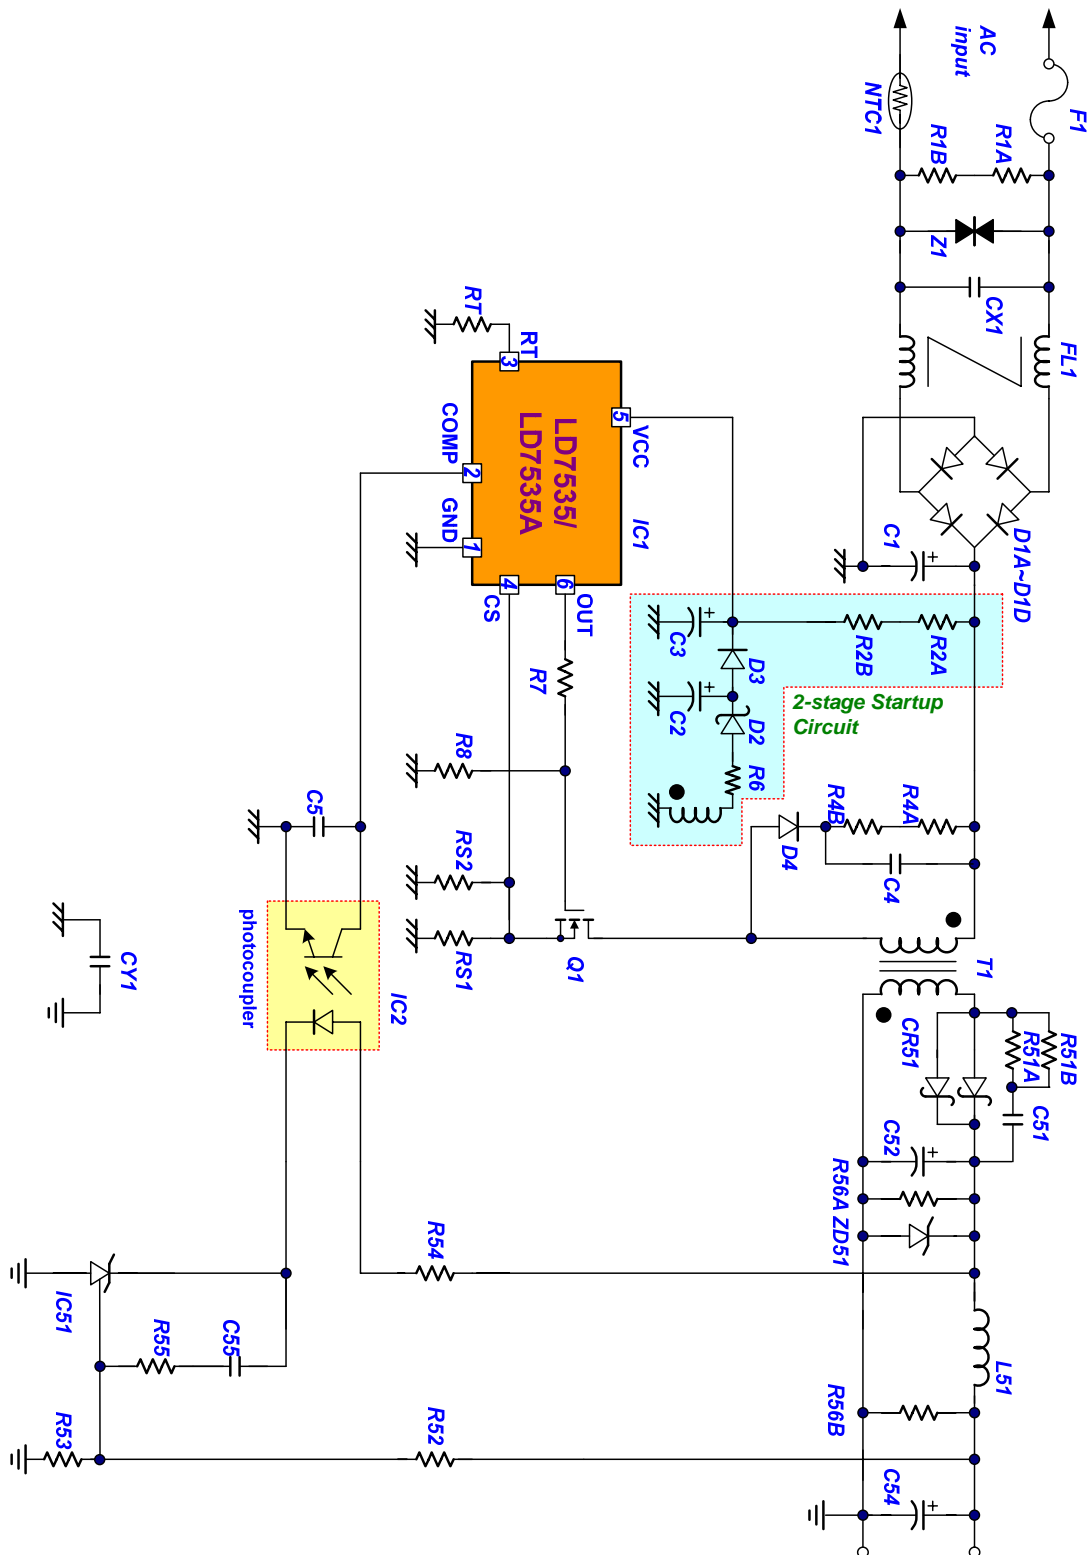 AC
input
F1
NTC1
R1A
R1B
Z1
CX1
FL1
D1A~D1D
C1
R2A
R2B
2-stage Startup
Circuit
C3
D3
C2
D2
R6
R4A
R4B
C4
D4
T1
CR51
R51A
R51B
C51
C52
R56A
ZD51
L51
R56B
C54
RT
RT
3
VCC
5
COMP
2
GND
1
CS
4
OUT
6
LD7535/
LD7535A
IC1
R7
R8
RS2
RS1
Q1
C5
photocoupler
IC2
CY1
R54
R52
IC51
R55
C55
R53
+
+
+
+
+